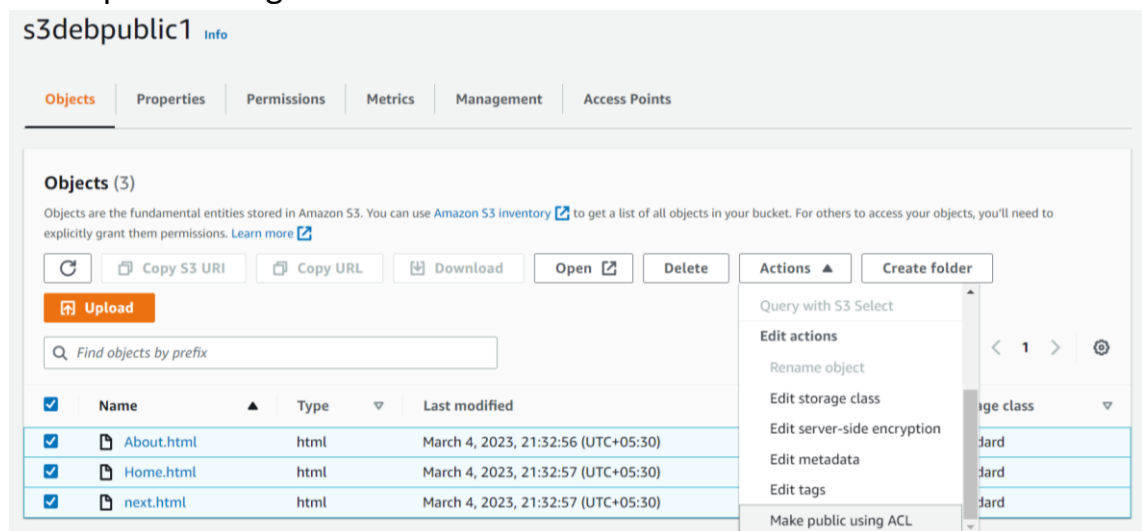 s3debpublic1 Info
Objects Properties Permissions Metrics Management Access Points
Objects (3)
Objects are the fundamental entities stored in Amazon S3. You can use Amazon S3 inventory to get a list of all objects in your bucket. For others to access your objects, you'll need to
explicitly grant them permissions. Learn more
Copy S3 URI Copy URL Download Open Delete Actions Create folder
Upload
Query with S3 Select
Find objects by prefix
Edit actions
1
Rename object
Name Type Last modified
Edit storage class
Edit server-side encryption
About.html html March 4, 2023, 21:32:56 (UTC+05:30)
Edit metadata
Home.html html March 4, 2023, 21:32:57 (UTC+05:30)
Edit tags
next.html html March 4, 2023, 21:32:57 (UTC+05:30)
Make public using ACL